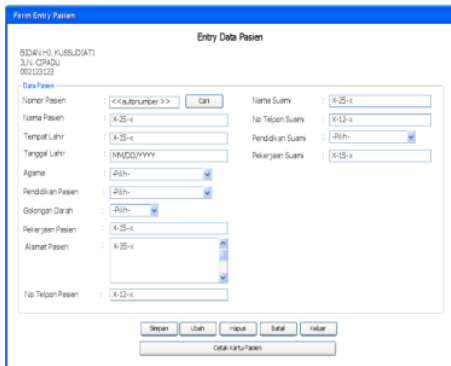 Form Entry Pasien
Entry Data Pasien
BIDAN HJ. KUSSUDIATI
JLN. CIPADU
002123123
Data Pasien
Nomor Pasien : <<autonumber >> Cari
Nama Pasien : X-25-x
Tempat Lahir : X-15-x
Tanggal Lahir : MM/DD/YYYY
Agama : -Pilih-
Pendidikan Pasien : -Pilih-
Golongan Darah : -Pilih-
Pekerjaan Pasien : X-15-x
Alamat Pasien : X-35-x
No Telpon Pasien : X-12-x
Nama Suami : X-25-x
No Telpon Suami : X-12-x
Pendidikan Suami : -Pilih-
Pekerjaan Suami : X-15-x
Simpan Ubah Hapus Batal Keluar
Cetak Kartu Pasien